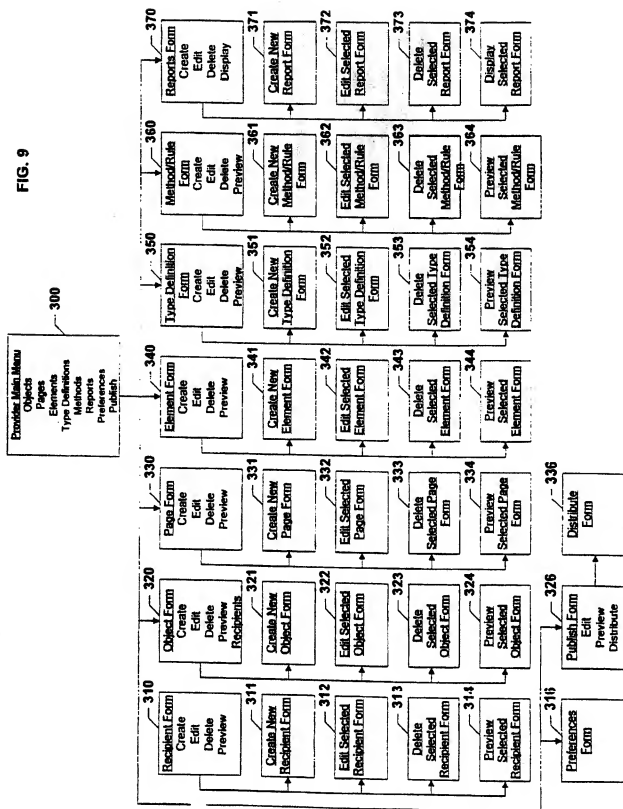 FIG. 9
300
Provider Main Menu
Objects
Pages
Elements
Type Definitions
Methods
Reports
Preferences
Publish
310
Recipient Form
Create
Edit
Delete
Preview
311
Create New
Recipient Form
312
Edit Selected
Recipient Form
313
Delete
Selected
Recipient Form
314
Preview
Selected
Recipient Form
316
Preferences
Form
320
Object Form
Create
Edit
Delete
Preview
Recipients
321
Create New
Object Form
322
Edit Selected
Object Form
323
Delete
Selected
Object Form
324
Preview
Selected
Object Form
326
Publish Form
Edit
Preview
Distribute
330
Page Form
Create
Edit
Delete
Preview
331
Create New
Page Form
332
Edit Selected
Page Form
333
Delete
Selected Page
Form
334
Preview
Selected Page
Form
336
Distribute
Form
340
Element Form
Create
Edit
Delete
Preview
341
Create New
Element Form
342
Edit Selected
Element Form
343
Delete
Selected
Element Form
344
Preview
Selected
Element Form
350
Type Definition
Form
Create
Edit
Delete
Preview
351
Create New
Type Definition
Form
352
Edit Selected
Type Definition
Form
353
Delete
Selected Type
Definition Form
354
Preview
Selected Type
Definition Form
360
Method/Rule
Form
Create
Edit
Delete
Preview
361
Create New
Method/Rule
Form
362
Edit Selected
Method/Rule
Form
363
Delete
Selected
Method/Rule
Form
364
Preview
Selected
Method/Rule
Form
370
Reports Form
Create
Edit
Delete
Display
371
Create New
Report Form
372
Edit Selected
Report Form
373
Delete
Selected
Report Form
374
Display
Selected
Report Form